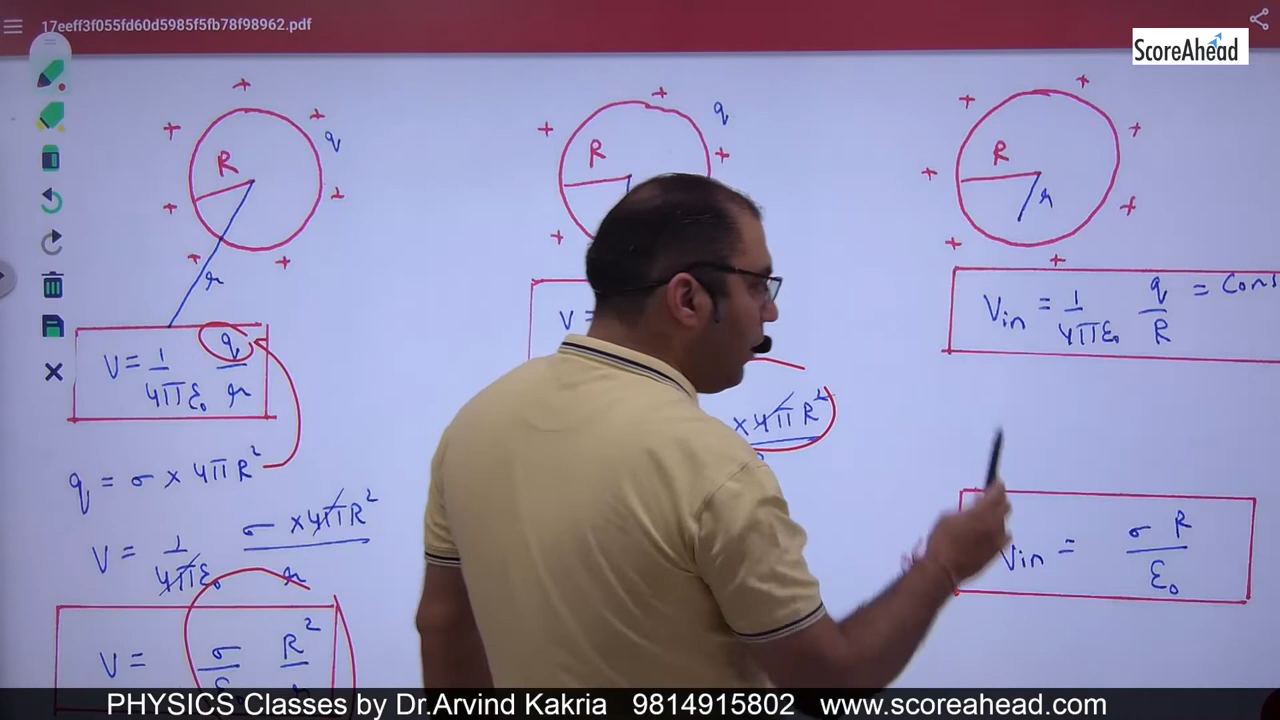 17eeff3f055fd60d5985f5fb78f98962.pdf
ScoreAhead
+ + + + + + + +
R
q
r
V = 1/4πε₀ q/r
q = σ × 4πR²
V = 1/4πε₀ σ × 4πR²/r
V = σ/ε₀ R²/r
+ + + +
R
q
V =
× 4πR²
+ + + + + + +
R
r
Vin = 1/4πε₀ q/R = Cons
Vin = σ R/ε₀
PHYSICS Classes by Dr.Arvind Kakria 9814915802 www.scoreahead.com